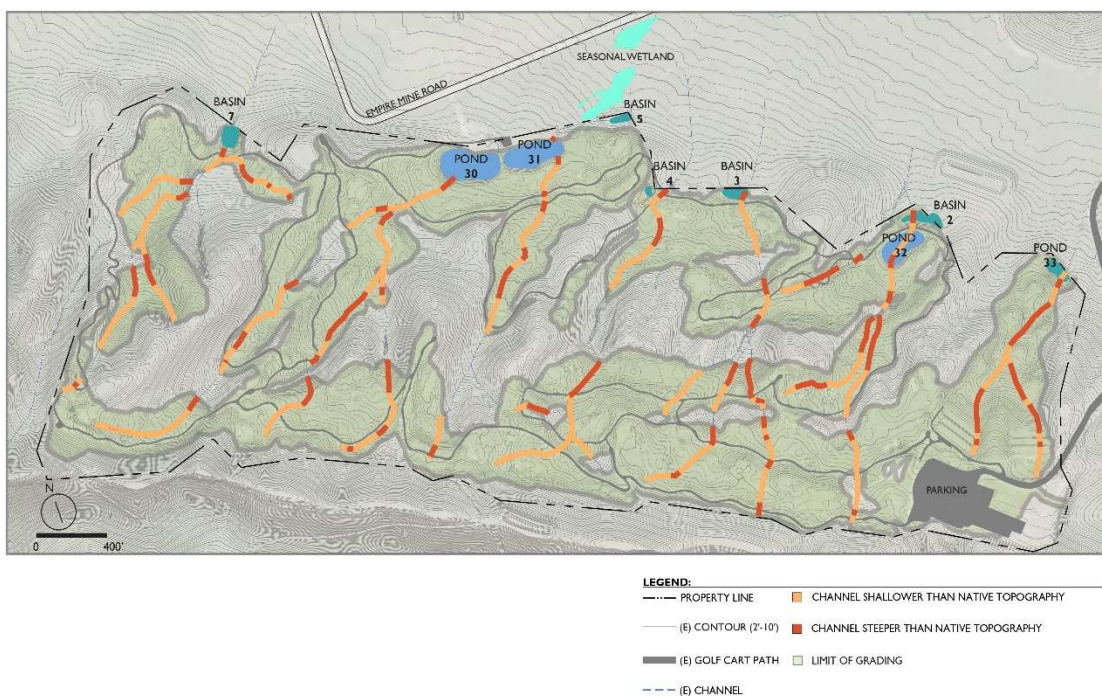 SEASONAL WETLAND
EMPIRE MINE ROAD
BASIN
7
BASIN
5
POND
31
POND
30
BASIN
4
BASIN
3
BASIN
2
POND
32
POND
33
PARKING
N
0 400'
LEGEND:
PROPERTY LINE
CHANNEL SHALLOWER THAN NATIVE TOPOGRAPHY
(E) CONTOUR (2'-10')
CHANNEL STEEPER THAN NATIVE TOPOGRAPHY
(E) GOLF CART PATH
LIMIT OF GRADING
(E) CHANNEL